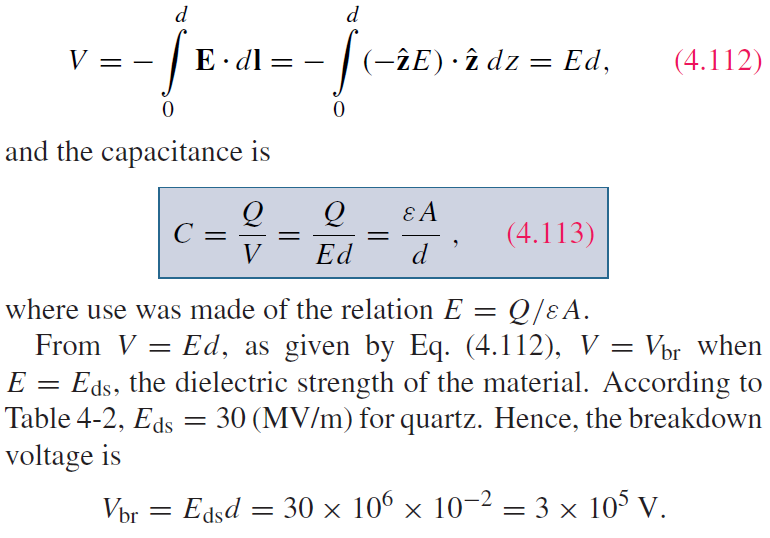 V = −∫₀ᵈ E · dl = −∫₀ᵈ (−ẑE) · ẑ dz = Ed, (4.112)
and the capacitance is
C = Q/V = Q/Ed = εA/d , (4.113)
where use was made of the relation E = Q/εA.
From V = Ed, as given by Eq. (4.112), V = V_br when
E = E_ds, the dielectric strength of the material. According to
Table 4-2, E_ds = 30 (MV/m) for quartz. Hence, the breakdown
voltage is
V_br = E_ds d = 30 × 10⁶ × 10⁻² = 3 × 10⁵ V.